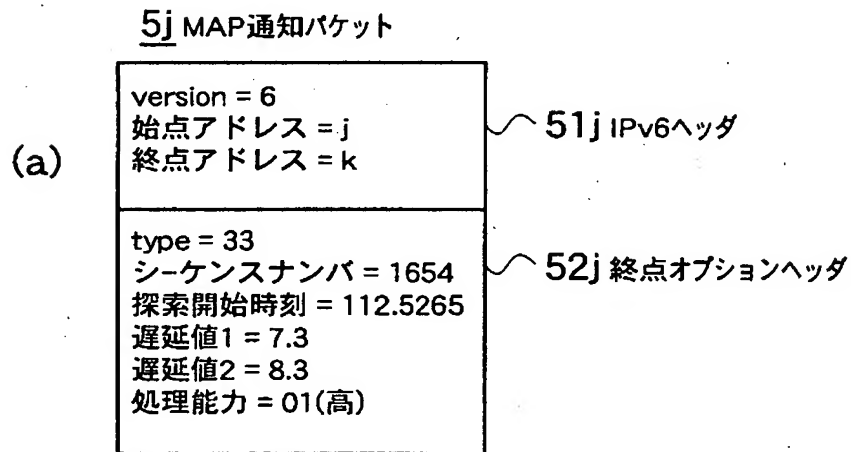 5j MAP通知パケット
(a)
version = 6
始点アドレス = j
終点アドレス = k
51j IPv6ヘッダ
type = 33
シーケンスナンバ = 1654
探索開始時刻 = 112.5265
遅延値1 = 7.3
遅延値2 = 8.3
処理能力 = 01(高)
52j 終点オプションヘッダ